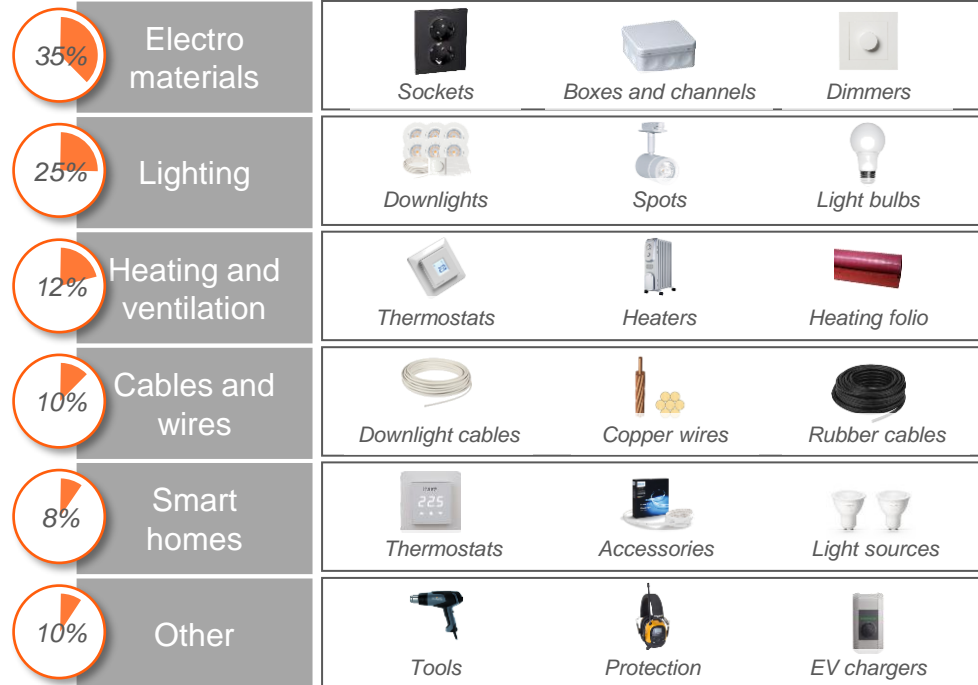 35%
Electro
materials
Sockets
Boxes and channels
Dimmers
25%
Lighting
Downlights
Spots
Light bulbs
12%
Heating and
ventilation
Thermostats
Heaters
Heating folio
10%
Cables and
wires
Downlight cables
Copper wires
Rubber cables
8%
Smart
homes
22.5
Thermostats
Accessories
Light sources
10%
Other
Tools
Protection
EV chargers